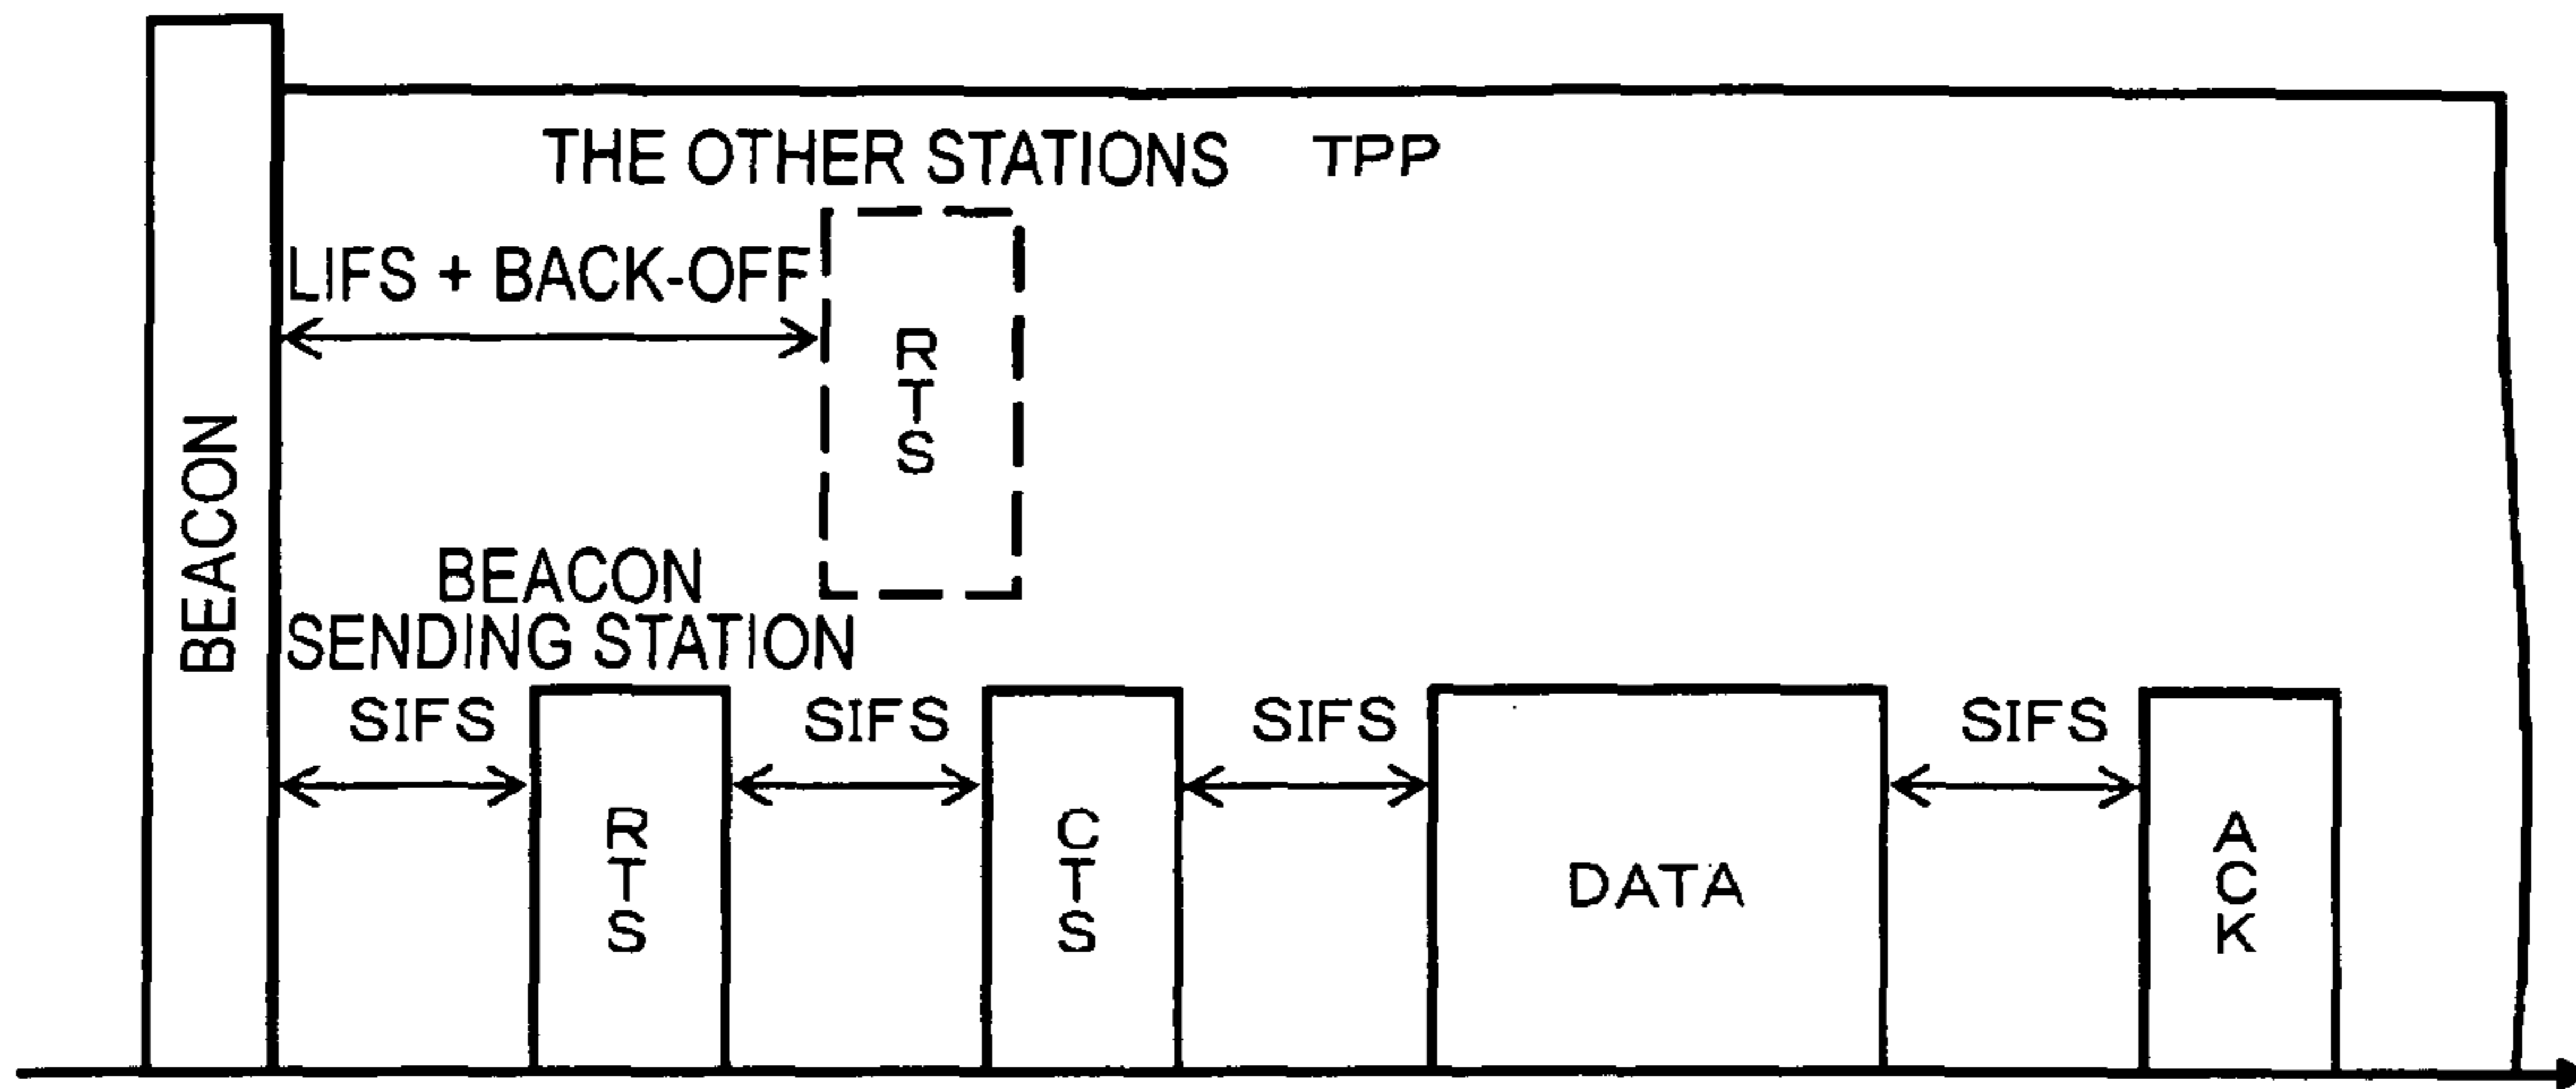 THE OTHER STATIONS TPP
LIFS + BACK-OFF
RTS
BEACON
BEACON
SENDING STATION
SIFS
SIFS
SIFS
SIFS
RTS
CTS
DATA
ACK